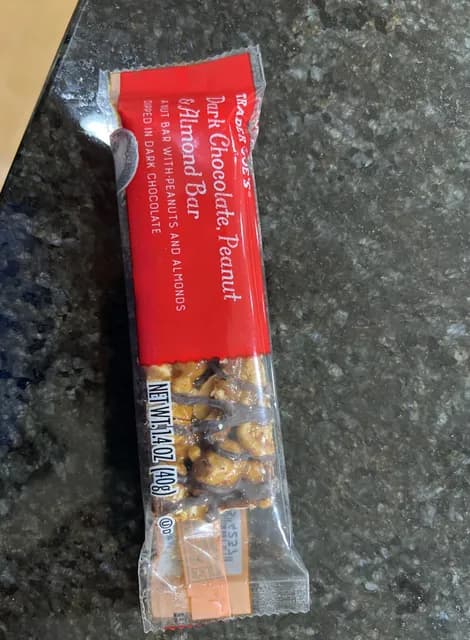 TRADER JOE'S
Dark Chocolate, Peanut
& Almond Bar
A NUT BAR WITH PEANUTS AND ALMONDS
DIPPED IN DARK CHOCOLATE
NET WT. 1.4 OZ (40g)
Ⓤ D